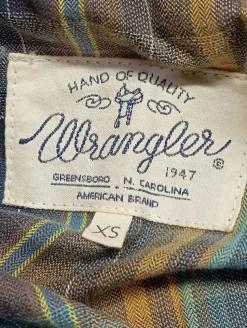 HAND OF QUALITY
Wrangler®
1947
GREENSBORO N. CAROLINA
AMERICAN BRAND
XS